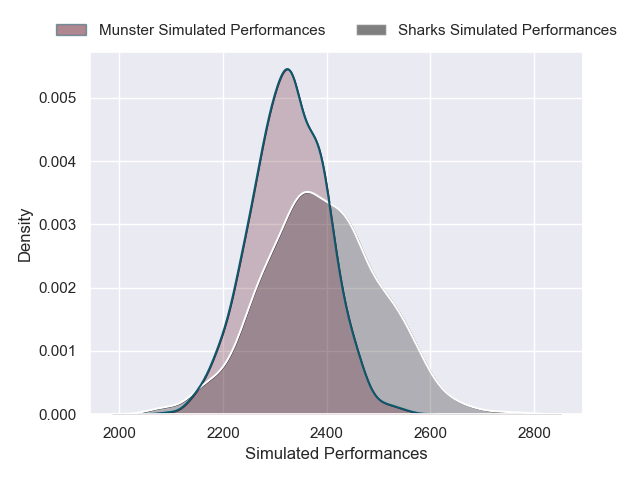 Munster Simulated Performances
Sharks Simulated Performances
Density
0.005
0.004
0.003
0.002
0.001
0.000
2000 2200 2400 2600 2800
Simulated Performances